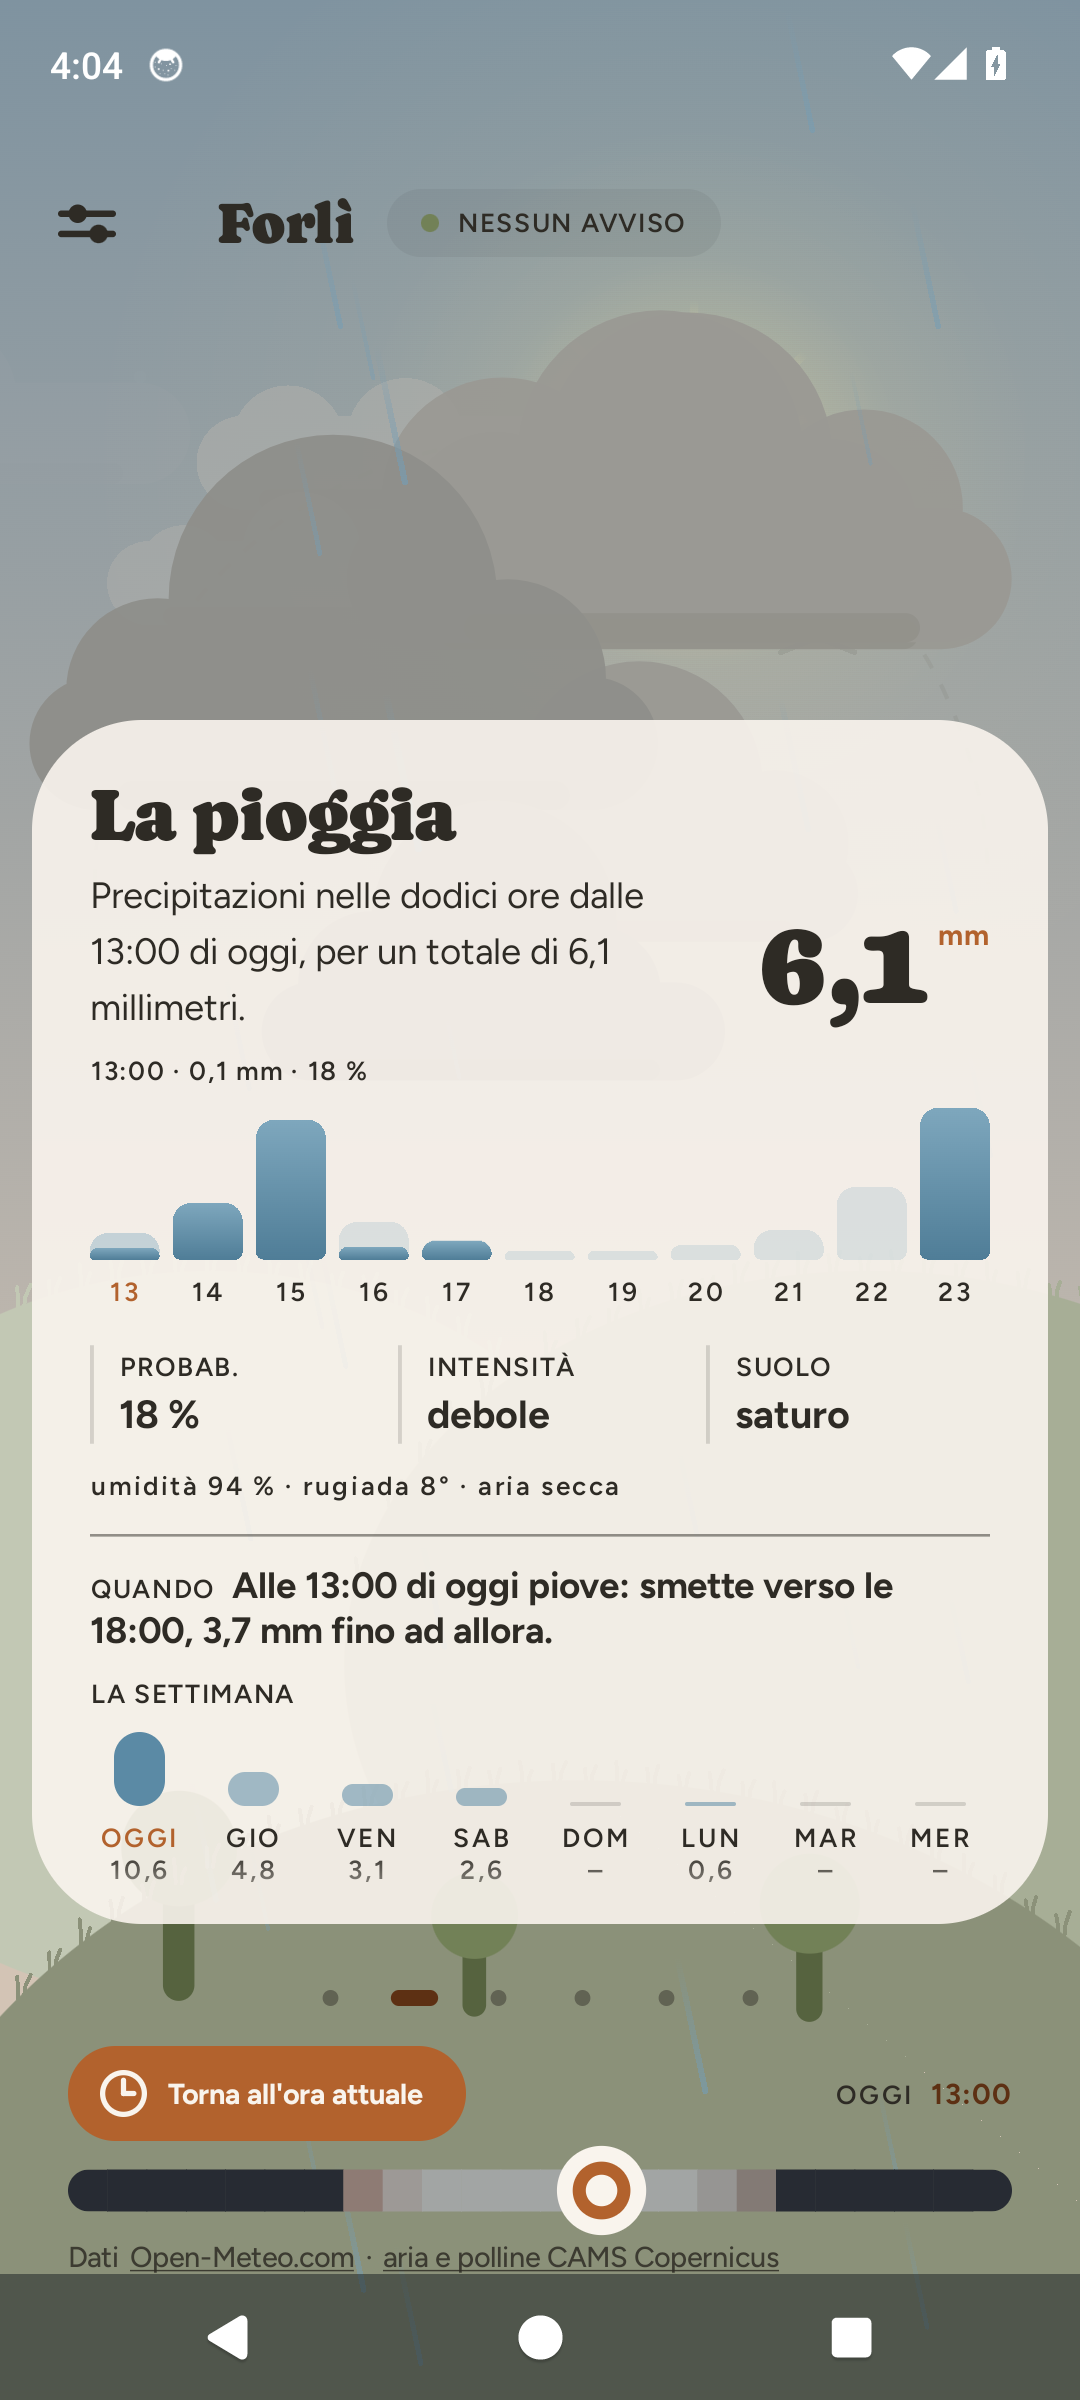 4:04
Forlì NESSUN AVVISO
La pioggia
Precipitazioni nelle dodici ore dalle
13:00 di oggi, per un totale di 6,1
millimetri.
6,1 mm
13:00 · 0,1 mm · 18 %
13 14 15 16 17 18 19 20 21 22 23
PROBAB. INTENSITÀ SUOLO
18 % debole saturo
umidità 94 % · rugiada 8° · aria secca
QUANDO Alle 13:00 di oggi piove: smette verso le
18:00, 3,7 mm fino ad allora.
LA SETTIMANA
OGGI GIO VEN SAB DOM LUN MAR MER
10,6 4,8 3,1 2,6 – 0,6 – –
Torna all'ora attuale OGGI 13:00
Dati Open-Meteo.com · aria e polline CAMS Copernicus